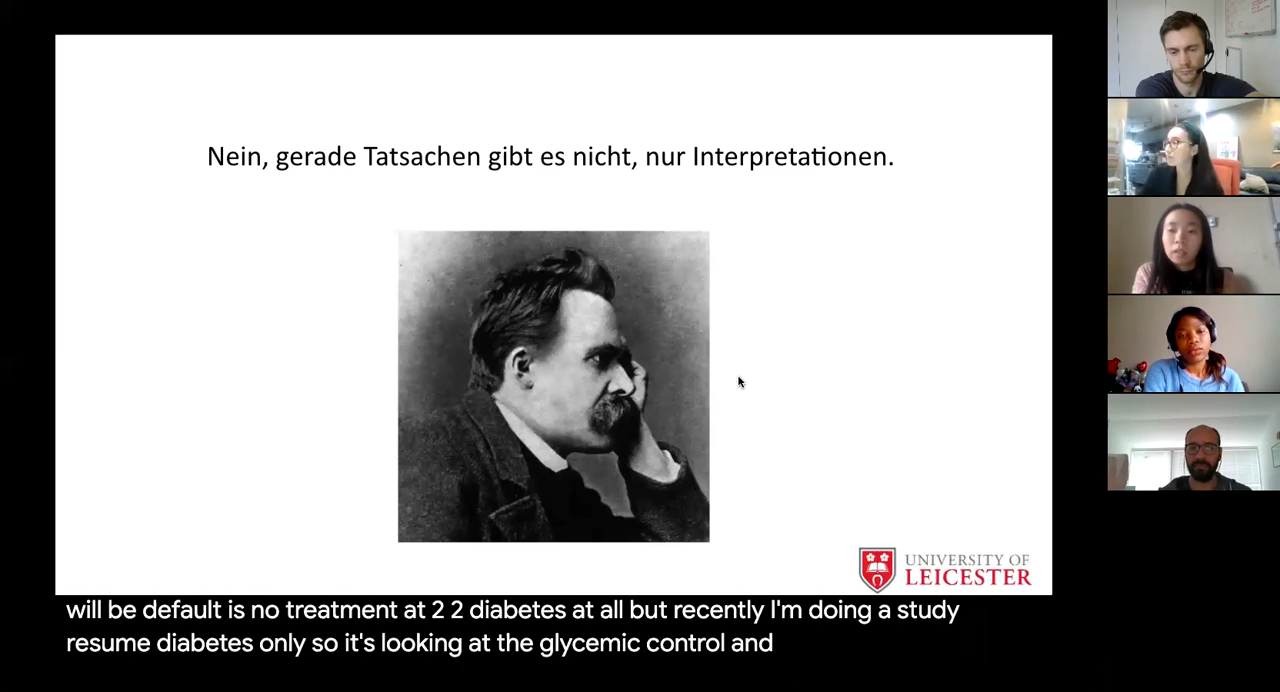 Nein, gerade Tatsachen gibt es nicht, nur Interpretationen.
UNIVERSITY OF
LEICESTER
will be default is no treatment at 2 2 diabetes at all but recently I'm doing a study
resume diabetes only so it's looking at the glycemic control and